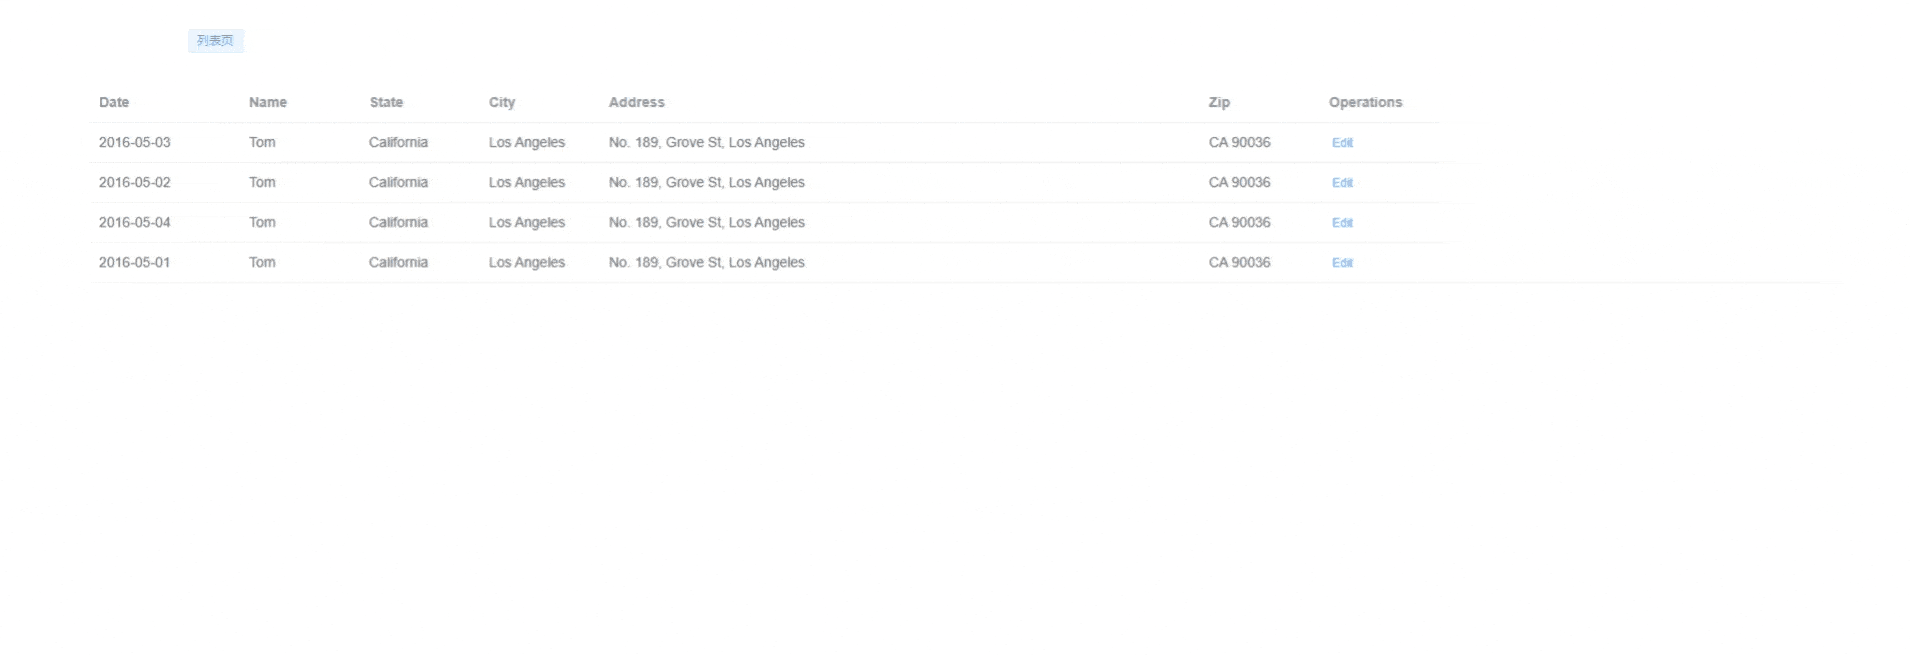 列表页
Date Name State City Address Zip Operations
2016-05-03 Tom California Los Angeles No. 189, Grove St, Los Angeles CA 90036 Edit
2016-05-02 Tom California Los Angeles No. 189, Grove St, Los Angeles CA 90036 Edit
2016-05-04 Tom California Los Angeles No. 189, Grove St, Los Angeles CA 90036 Edit
2016-05-01 Tom California Los Angeles No. 189, Grove St, Los Angeles CA 90036 Edit